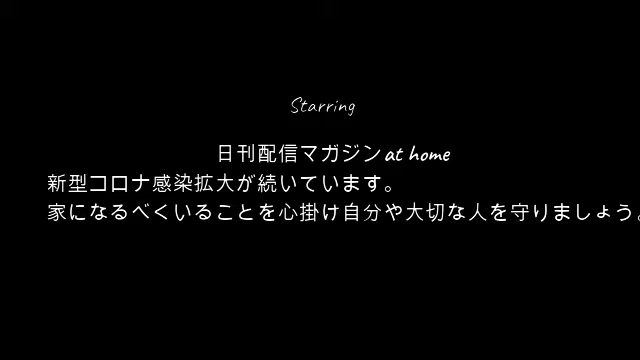 Starring
日刊配信マガジンat home
新型コロナ感染拡大が続いています。
家になるべくいることを心掛け自分や大切な人を守りましょう。